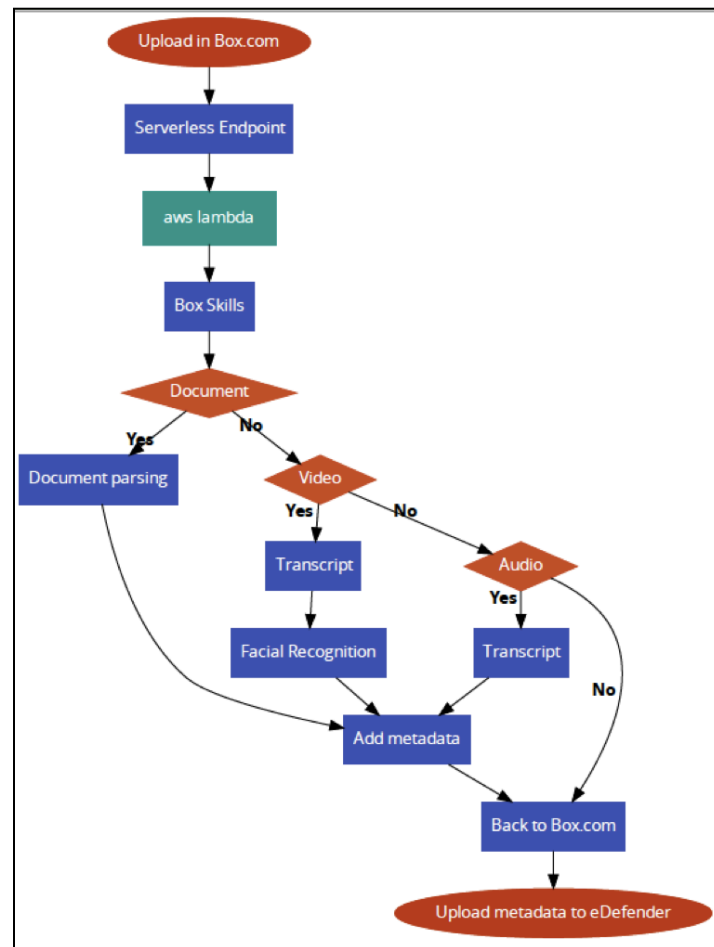 Upload in Box.com
Serverless Endpoint
aws lambda
Box Skills
Document
Yes
No
Document parsing
Video
Yes
No
Transcript
Audio
Yes
Facial Recognition
Transcript
No
Add metadata
Back to Box.com
Upload metadata to eDefender